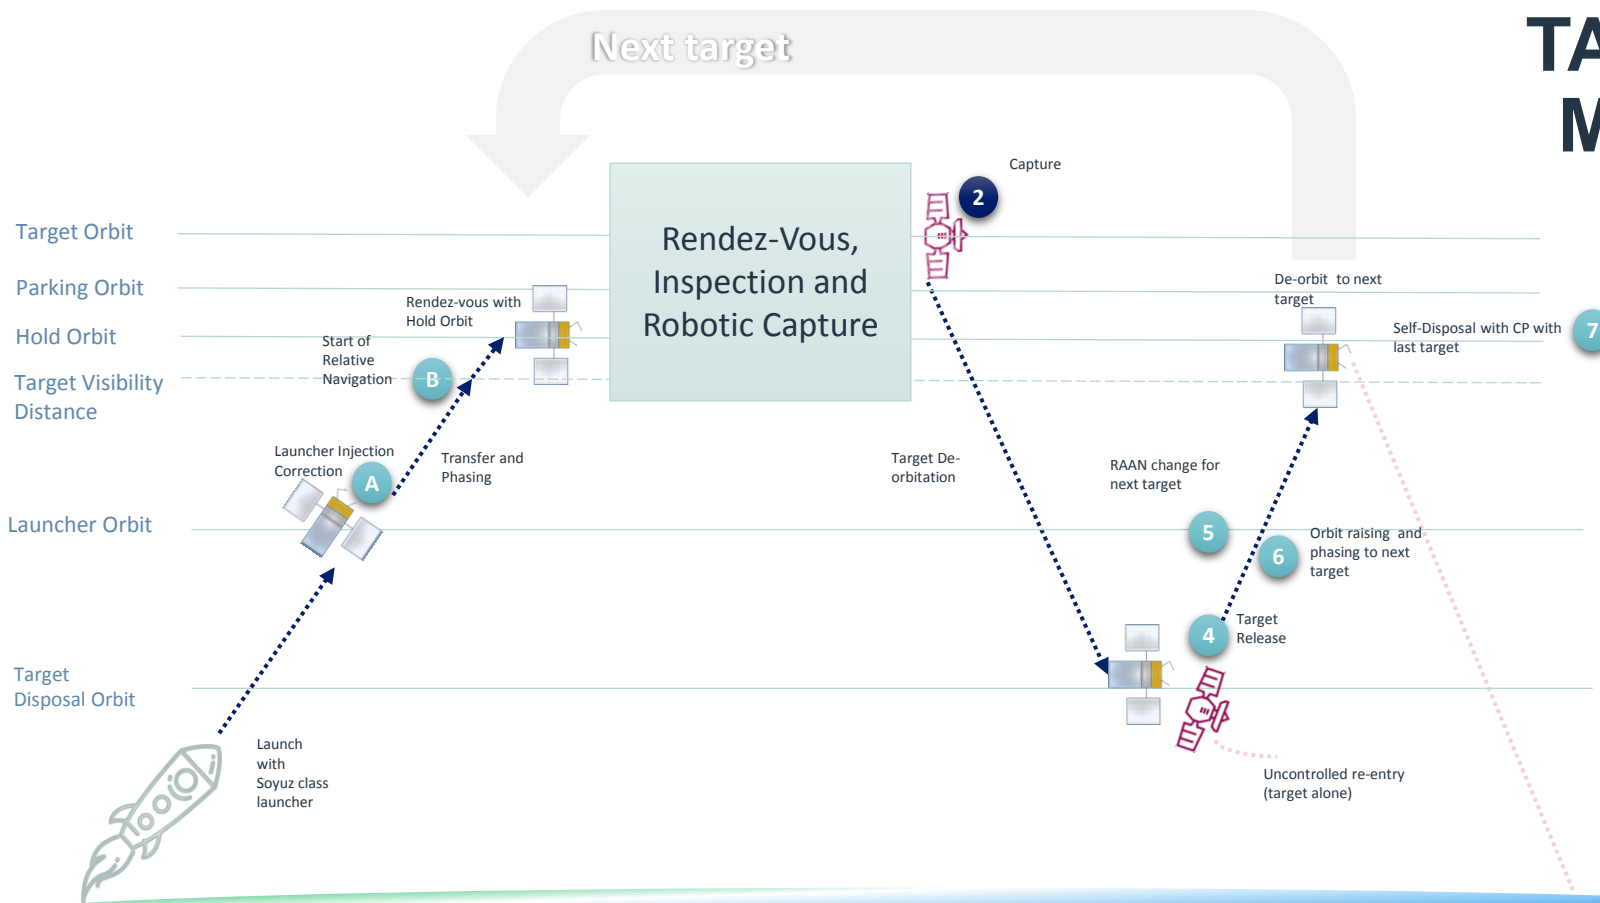 Next target
TA
M
Capture
2
Target Orbit
Rendez-Vous,
Inspection and
Robotic Capture
Parking Orbit
Rendez-vous with
Hold Orbit
De-orbit to next
target
Hold Orbit
Start of
Relative
Navigation
B
Self-Disposal with CP with
last target
7
Target Visibility
Distance
Launcher Injection
Correction
A
Transfer and
Phasing
Target De-
orbitation
RAAN change for
next target
Launcher Orbit
5
6
Orbit raising and
phasing to next
target
4
Target
Release
Target
Disposal Orbit
Launch
with
Soyuz class
launcher
Uncontrolled re-entry
(target alone)